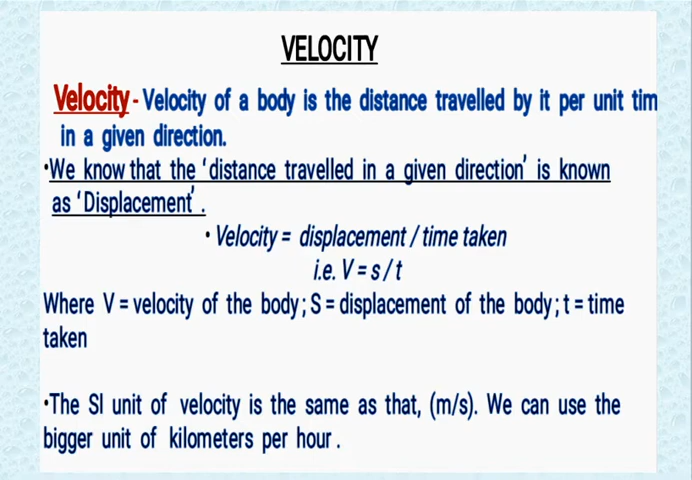 VELOCITY
Velocity - Velocity of a body is the distance travelled by it per unit tim
in a given direction.
•We know that the ‘distance travelled in a given direction’ is known
as ‘Displacement’ .
• Velocity = displacement / time taken
i.e. V = s / t
Where V = velocity of the body ; S = displacement of the body ; t = time
taken
•The SI unit of velocity is the same as that, (m/s). We can use the
bigger unit of kilometers per hour .